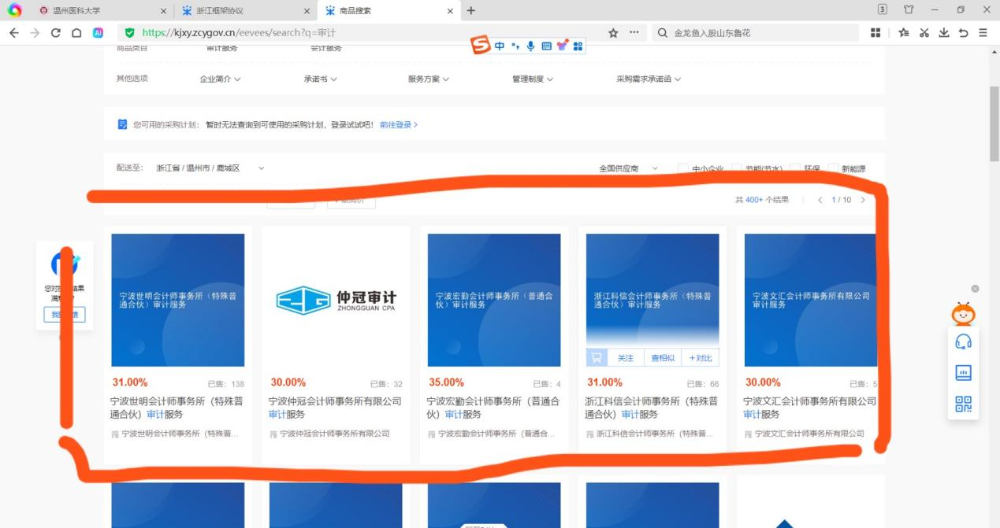 温州医科大学
浙江框架协议
商品搜索
3
AI
https://kjxy.zcygov.cn/eevees/search?q=审计
金龙鱼入股山东鲁花
中
商品类目
审计服务
会计服务
其他选项
企业简介
承诺书
服务方案
管理制度
采购需求承诺函
您可用的采购计划：
暂时无法查询到可使用的采购计划，登录试试吧！
前往登录 >
配送至：
浙江省 / 温州市 / 鹿城区
全国供应商
中小企业
节能(节水)
环保
新能源
共 400+ 个结果
< 1 / 10 >
宁波世明会计师事务所（特殊普
通合伙）审计服务
仲冠审计
ZHONGGUAN CPA
宁波宏勤会计师事务所（普通合
伙）审计服务
浙江科信会计师事务所（特殊普
通合伙）审计服务
宁波文汇会计师事务所有限公司
审计服务
关注
查相似
+对比
31.00%
已售：138
30.00%
已售：32
35.00%
已售：4
31.00%
已售：66
30.00%
已售：5
宁波世明会计师事务所（特殊普
通合伙）审计服务
宁波仲冠会计师事务所有限公司
审计服务
宁波宏勤会计师事务所（普通合
伙）审计服务
浙江科信会计师事务所（特殊普
通合伙）审计服务
宁波文汇会计师事务所有限公司
审计服务
宁波世明会计师事务所（特殊普...
宁波仲冠会计师事务所有限公司
宁波宏勤会计师事务所（普通合...
浙江科信会计师事务所（特殊普...
宁波文汇会计师事务所有限公司